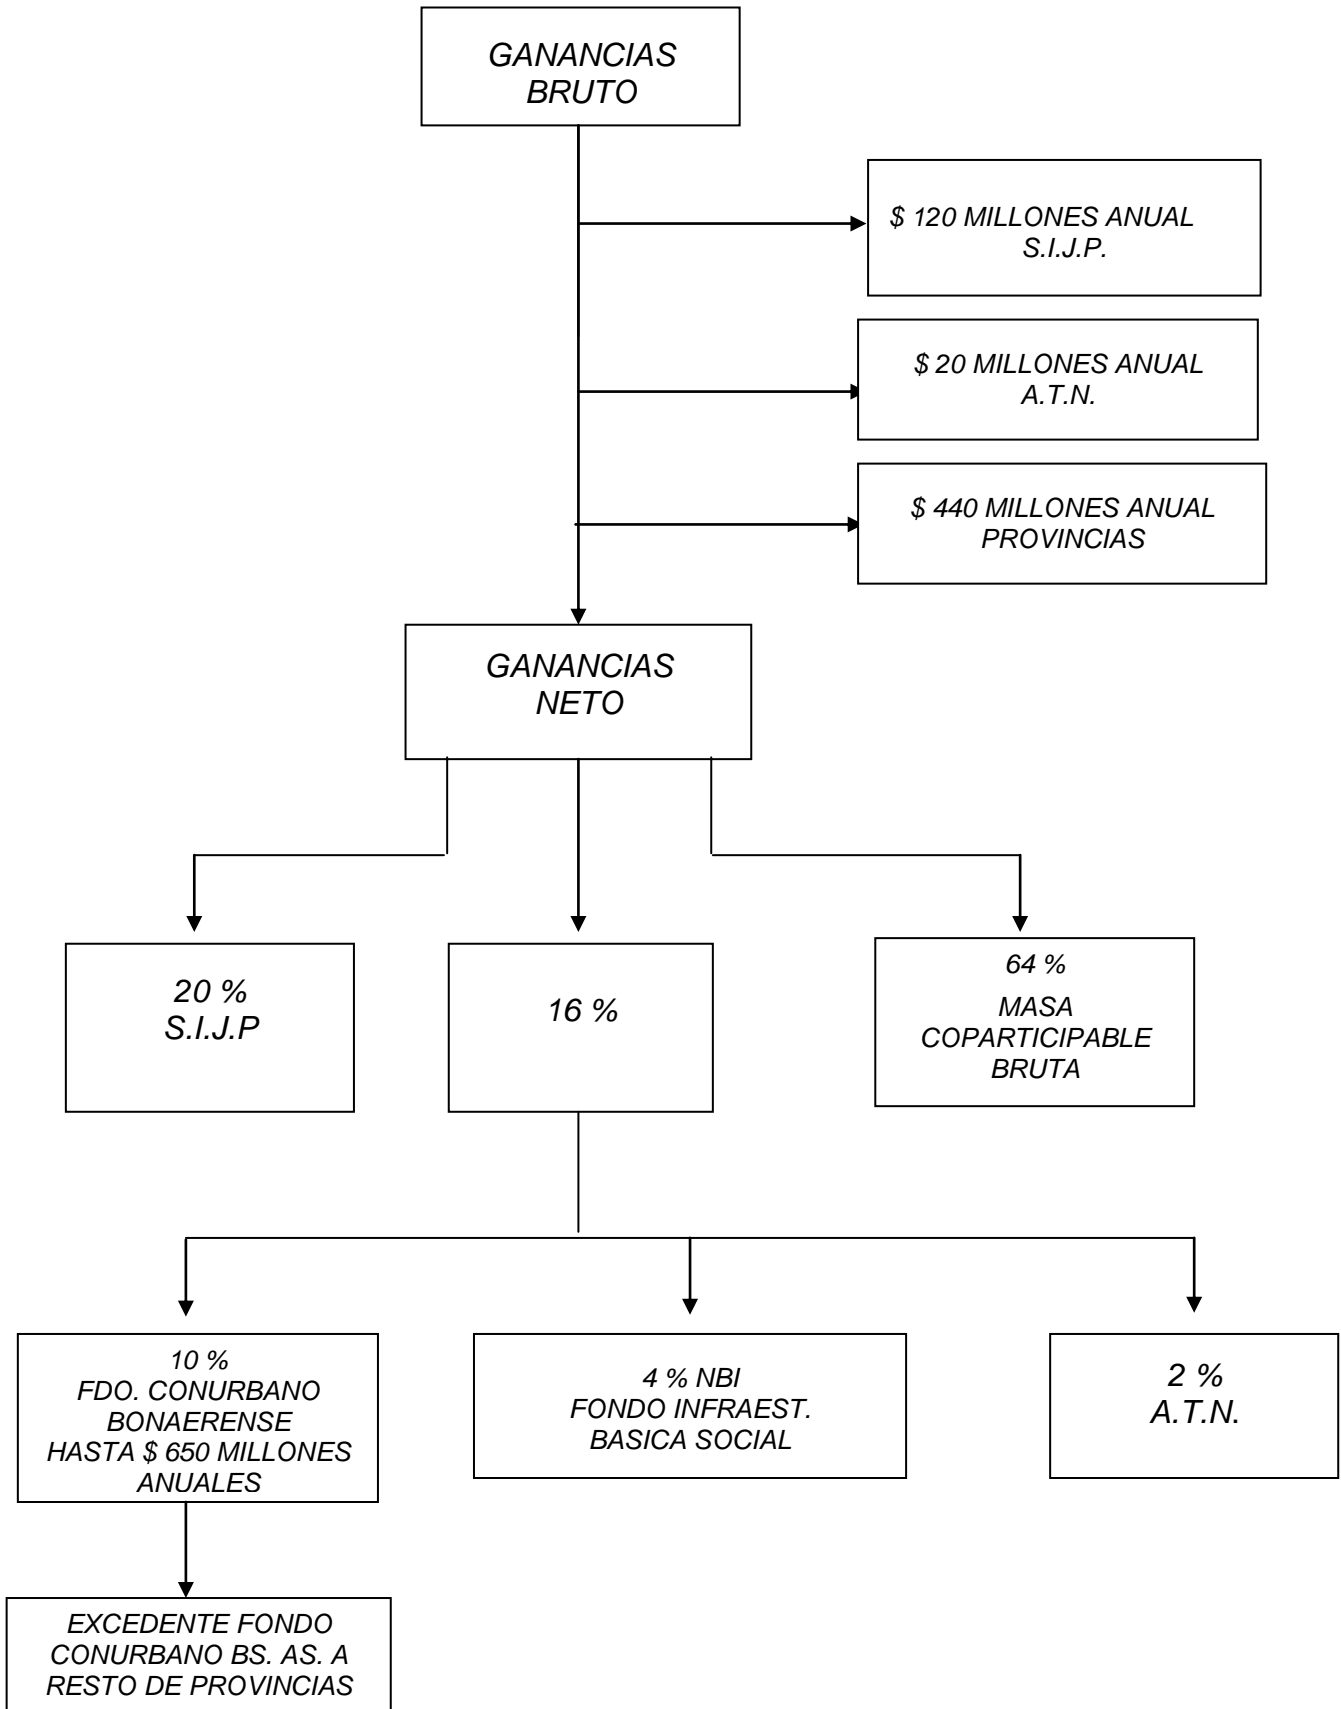 GANANCIAS
BRUTO
$ 120 MILLONES ANUAL
S.I.J.P.
$ 20 MILLONES ANUAL
A.T.N.
$ 440 MILLONES ANUAL
PROVINCIAS
GANANCIAS
NETO
20 %
S.I.J.P
16 %
64 %
MASA
COPARTICIPABLE
BRUTA
10 %
FDO. CONURBANO
BONAERENSE
HASTA $ 650 MILLONES
ANUALES
4 % NBI
FONDO INFRAEST.
BASICA SOCIAL
2 %
A.T.N.
EXCEDENTE FONDO
CONURBANO BS. AS. A
RESTO DE PROVINCIAS